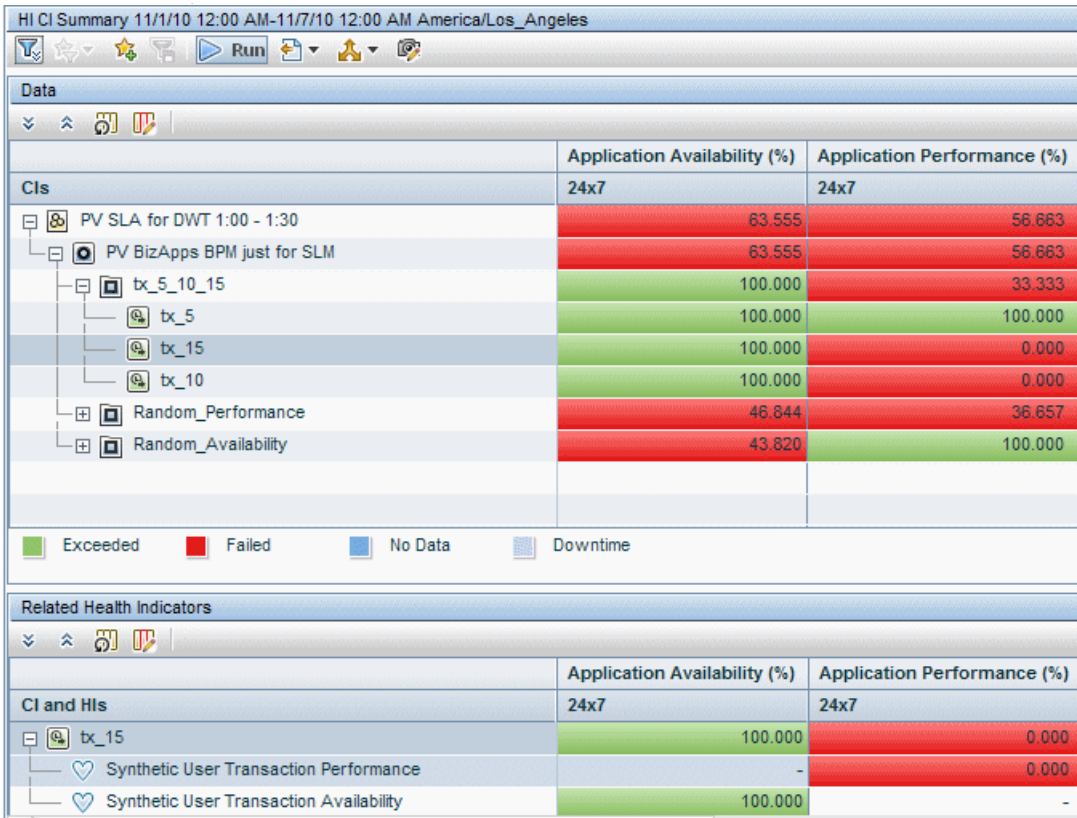 HI CI Summary 11/1/10 12:00 AM-11/7/10 12:00 AM America/Los_Angeles
Run
Data
Application Availability (%) Application Performance (%)
CIs 24x7 24x7
PV SLA for DWT 1:00 - 1:30 63.555 56.663
PV BizApps BPM just for SLM 63.555 56.663
tx_5_10_15 100.000 33.333
tx_5 100.000 100.000
tx_15 100.000 0.000
tx_10 100.000 0.000
Random_Performance 46.844 36.657
Random_Availability 43.820 100.000
Exceeded Failed No Data Downtime
Related Health Indicators
Application Availability (%) Application Performance (%)
CI and HIs 24x7 24x7
tx_15 100.000 0.000
Synthetic User Transaction Performance - 0.000
Synthetic User Transaction Availability 100.000 -